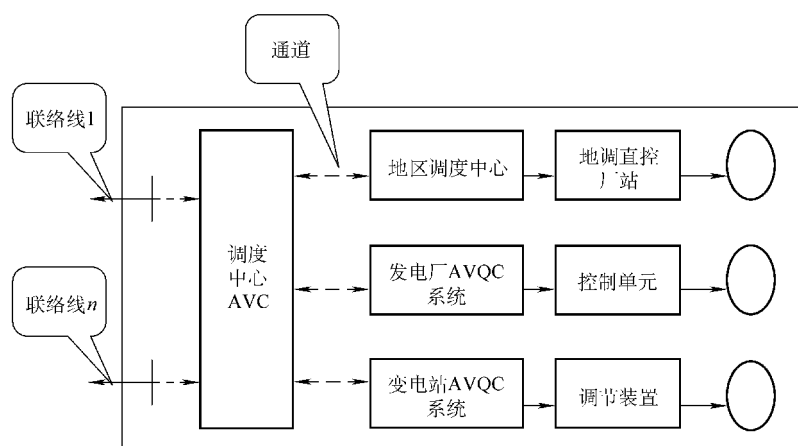 通道
联络线1
地区调度中心
地调直控
厂站
调度
中心
AVC
发电厂AVQC
系统
控制单元
联络线n
变电站AVQC
系统
调节装置